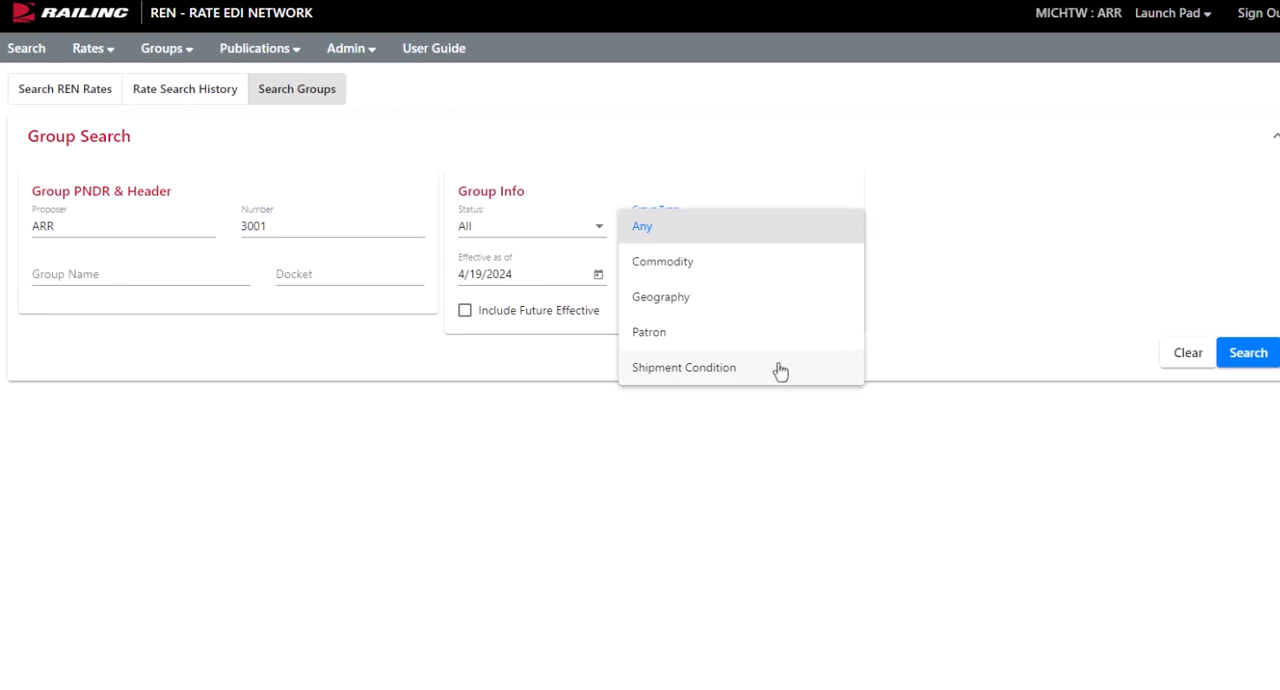 RAILINC REN - RATE EDI NETWORK MICHTW : ARR Launch Pad
Search Rates Groups Publications Admin User Guide
Search REN Rates Rate Search History Search Groups
Group Search
Group PNDR & Header
Proposer Number
ARR 3001
Group Name Docket
Group Info
Status:
All
Effective as of
4/19/2024
Include Future Effective
Any
Commodity
Geography
Patron
Shipment Condition
Clear Search